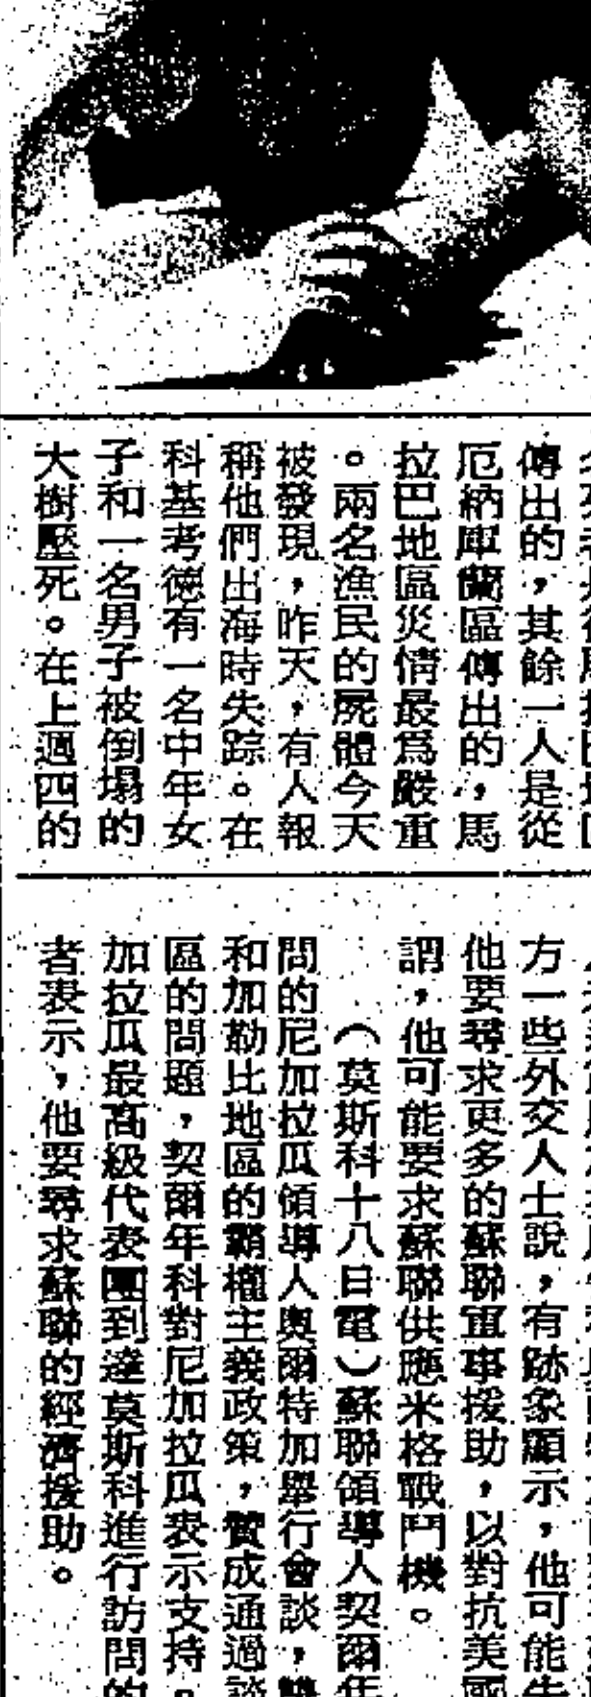 傳出的，其餘一人是從
厄納庫蘭區傳出的，馬
拉巴地區災情最爲嚴重
。兩名漁民的屍體今天
被發現，昨天，有人報
稱他們出海時失踪。在
科基考德有一名中年女
子和一名男子被倒塌的
大樹壓死。在上週四的
方一些外交人士說，有跡象顯示，他可能
他要尋求更多的蘇聯軍事援助，以對抗美國
謂，他可能要求蘇聯供應米格戰鬥機。
（莫斯科十八日電）蘇聯領導人契爾年
問的尼加拉瓜領導人奧爾特加舉行會談，雙
和加勒比地區的霸權主義政策，贊成通過談
區的問題，契爾年科對尼加拉瓜表示支持。
加拉瓜最高級代表團到達莫斯科進行訪問的
者表示，他要尋求蘇聯的經濟援助。